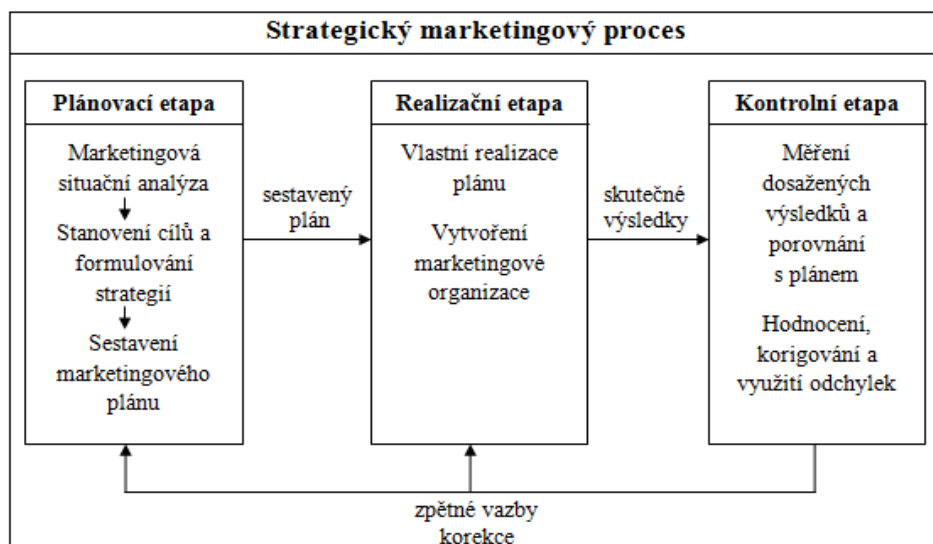 Strategický marketingový proces
Plánovací etapa
Marketingová
situační analýza
Stanovení cílů a
formulování
strategií
Sestavení
marketingového
plánu
sestavený
plán
Realizační etapa
Vlastní realizace
plánu
Vytvoření
marketingové
organizace
skutečné
výsledky
Kontrolní etapa
Měření
dosažených
výsledků a
porovnání
s plánem
Hodnocení,
korigování a
využití odchylek
zpětné vazby
korekce